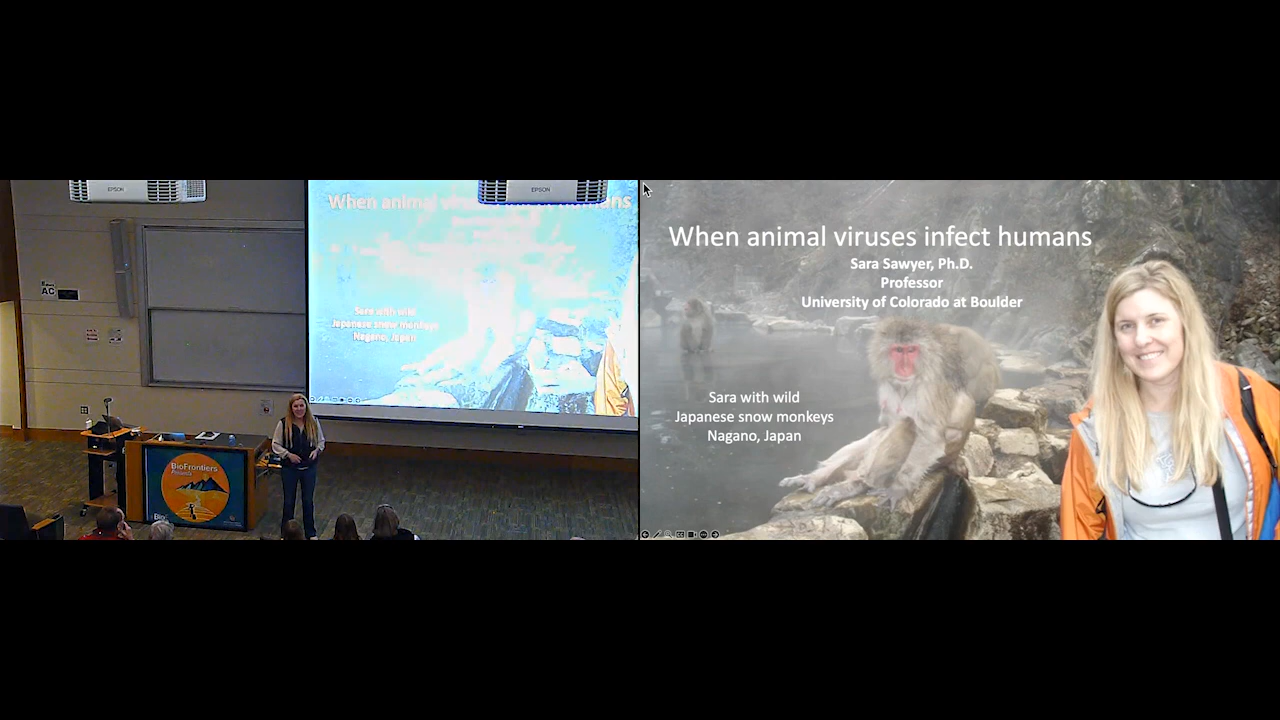 EPSON
EPSON
When animal viruses infect humans
Sara with wild
Japanese snow monkeys
Nagano, Japan
AC
BioFrontiers
Presents
When animal viruses infect humans
Sara Sawyer, Ph.D.
Professor
University of Colorado at Boulder
Sara with wild
Japanese snow monkeys
Nagano, Japan